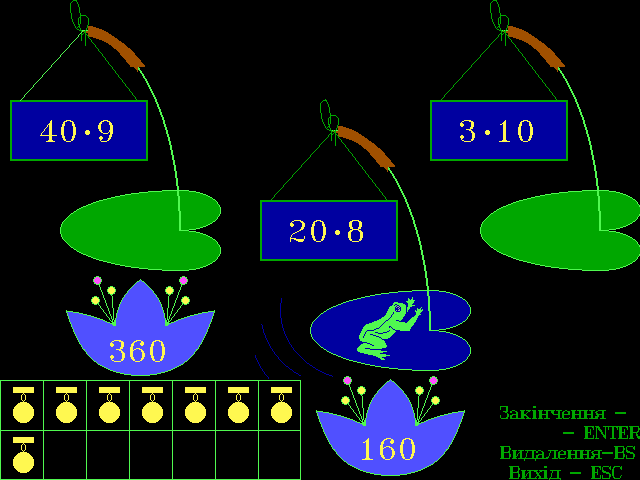 40·9
3·10
20·8
360
160
Закінчення –
– ENTER
Видалення–BS
Вихід – ESC